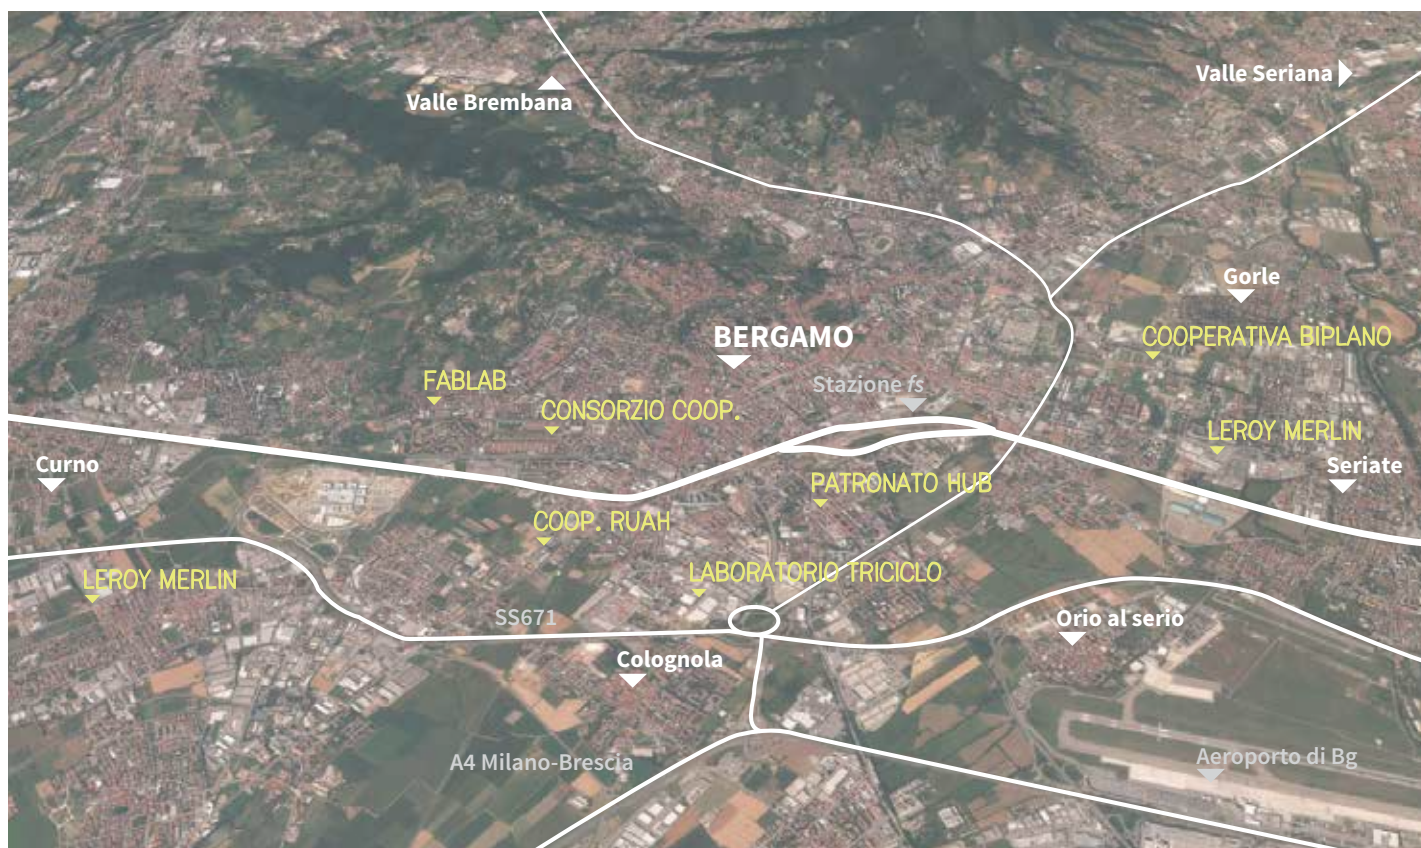 Valle Seriana
Valle Brembana
Gorle
BERGAMO
COOPERATIVA BIPLANO
FABLAB
Stazione fs
CONSORZIO COOP.
LEROY MERLIN
Curno
Seriate
PATRONATO HUB
COOP. RUAH
LEROY MERLIN
LABORATORIO TRICICLO
SS671
Orio al serio
Colognola
A4 Milano-Brescia
Aeroporto di Bg